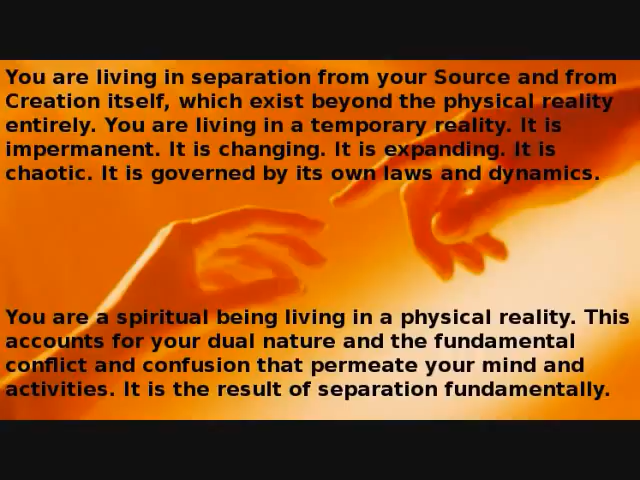 You are living in separation from your Source and from
Creation itself, which exist beyond the physical reality
entirely. You are living in a temporary reality. It is
impermanent. It is changing. It is expanding. It is
chaotic. It is governed by its own laws and dynamics.
You are a spiritual being living in a physical reality. This
accounts for your dual nature and the fundamental
conflict and confusion that permeate your mind and
activities. It is the result of separation fundamentally.